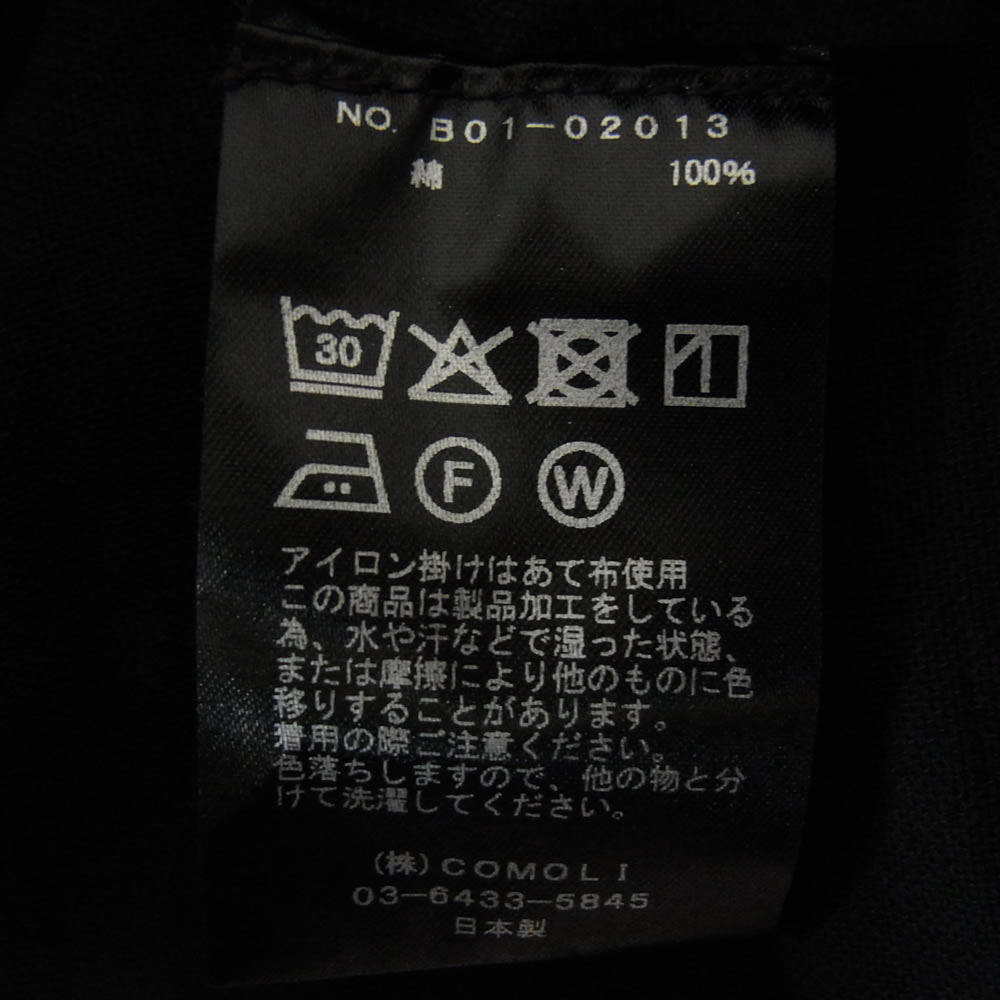 NO. B01-02013
綿 100%
30
F W
アイロン掛けはあて布使用
この商品は製品加工をしている
為、水や汗などで湿った状態、
または摩擦により他のものに色
移りすることがあります。
着用の際ご注意ください。
色落ちしますので、他の物と分
けて洗濯してください。
(株)COMOLI
03-6433-5845
日本製